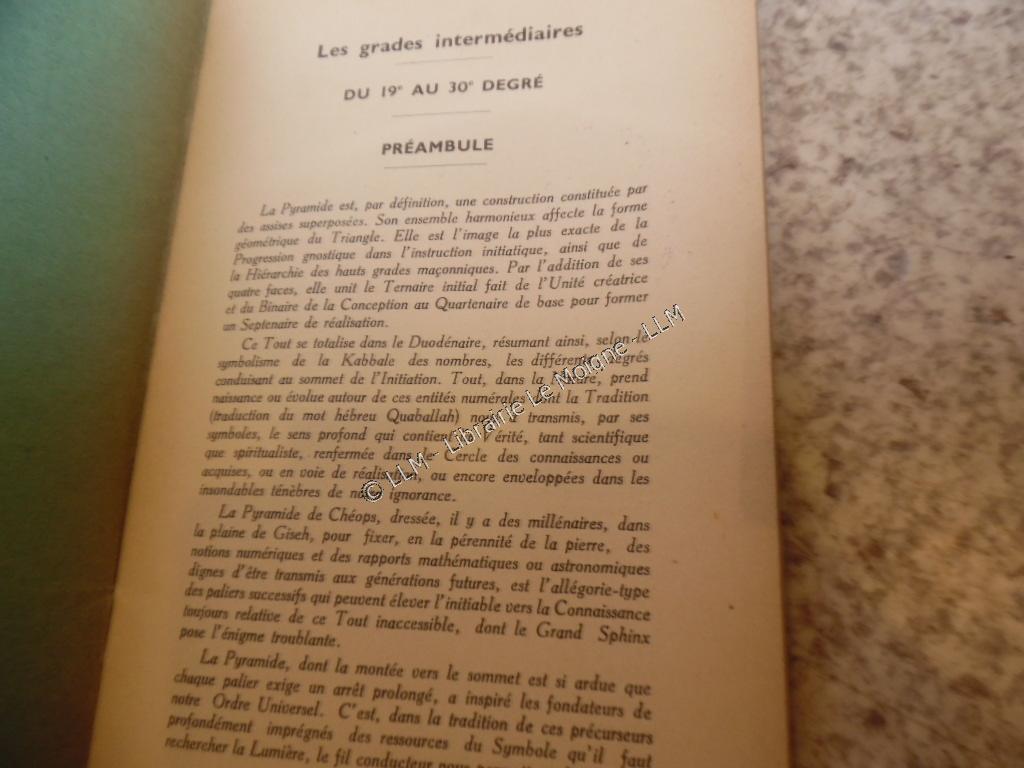 Les grades intermédiaires
DU 19e AU 30e DEGRÉ
PRÉAMBULE
La Pyramide est, par définition, une construction constituée par
des assises superposées. Son ensemble harmonieux affecte la forme
géométrique du Triangle. Elle est l'image la plus exacte de la
Progression gnostique dans l'instruction initiatique, ainsi que de
la Hiérarchie des hauts grades maçonniques. Par l'addition de ses
quatre faces, elle unit le Ternaire initial fait de l'Unité créatrice
et du Binaire de la Conception au Quartenaire de base pour former
un Septenaire de réalisation.
Ce Tout se totalise dans le Duodénaire, résumant ainsi, selon le
symbolisme de la Kabbale des nombres, les différents degrés
conduisant au sommet de l'Initiation. Tout, dans la nature, prend
naissance ou évolue autour de ces entités numérales dont la Tradition
(traduction du mot hébreu Quaballah) nous a transmis, par ses
symboles, le sens profond qui contient la Vérité, tant scientifique
que spiritualiste, renfermée dans le Cercle des connaissances ou
acquises, ou en voie de réalisation, ou encore enveloppées dans les
insondables ténèbres de notre ignorance.
La Pyramide de Chéops, dressée, il y a des millénaires, dans
la plaine de Giseh, pour fixer, en la pérennité de la pierre, des
notions numériques et des rapports mathématiques ou astronomiques
dignes d'être transmis aux générations futures, est l'allégorie-type
des paliers successifs qui peuvent élever l'initiable vers la Connaissance
toujours relative de ce Tout inaccessible, dont le Grand Sphinx
pose l'énigme troublante.
La Pyramide, dont la montée vers le sommet est si ardue que
chaque palier exige un arrêt prolongé, a inspiré les fondateurs de
notre Ordre Universel. C'est, dans la tradition de ces précurseurs
profondément imprégnés des ressources du Symbole qu'il faut
rechercher la Lumière, le fil conducteur
© LLM - Librairie Le Moigne - LLM